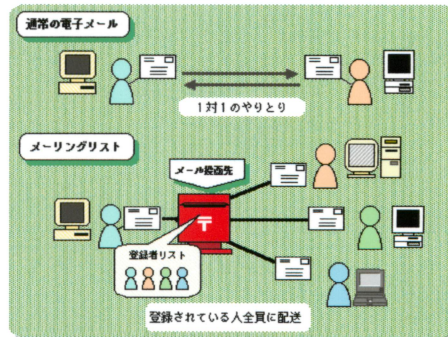 通常の電子メール
1対1のやりとり
メーリングリスト
メール投函先
〒
登録者リスト
登録されている人全員に配送